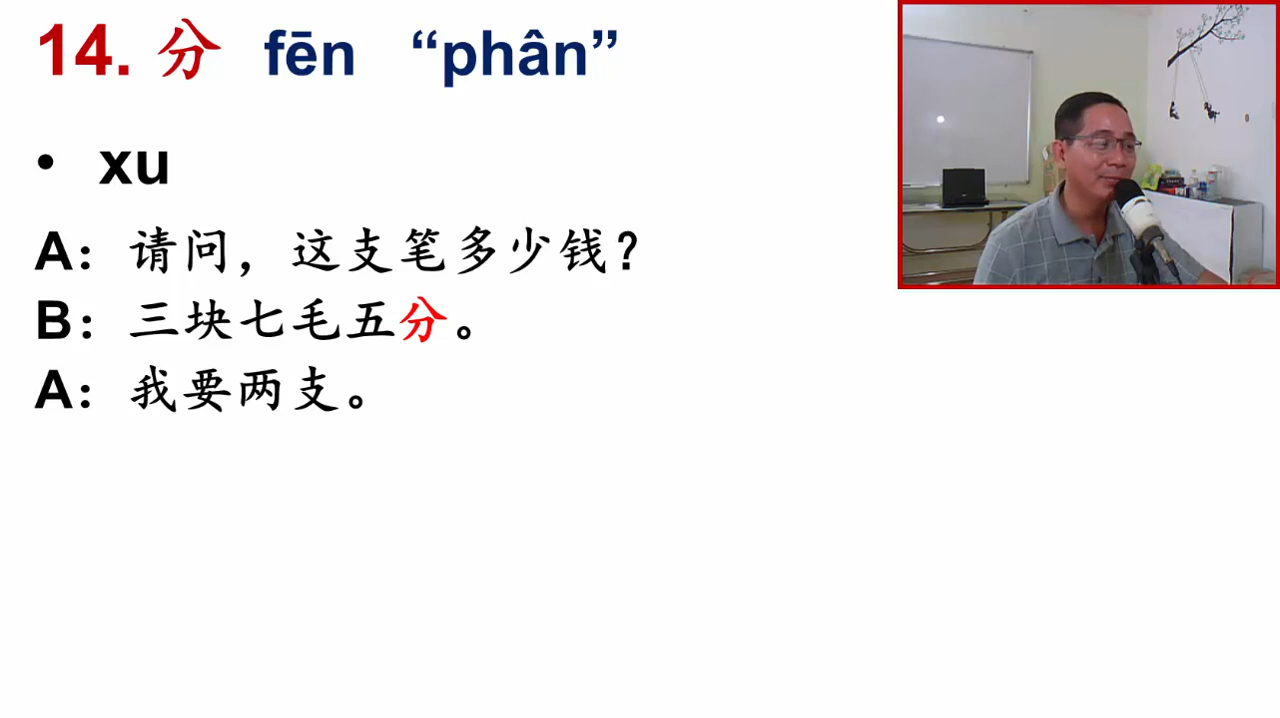 14. 分 fēn “phân”
• xu
A：请问，这支笔多少钱？
B：三块七毛五分。
A：我要两支。